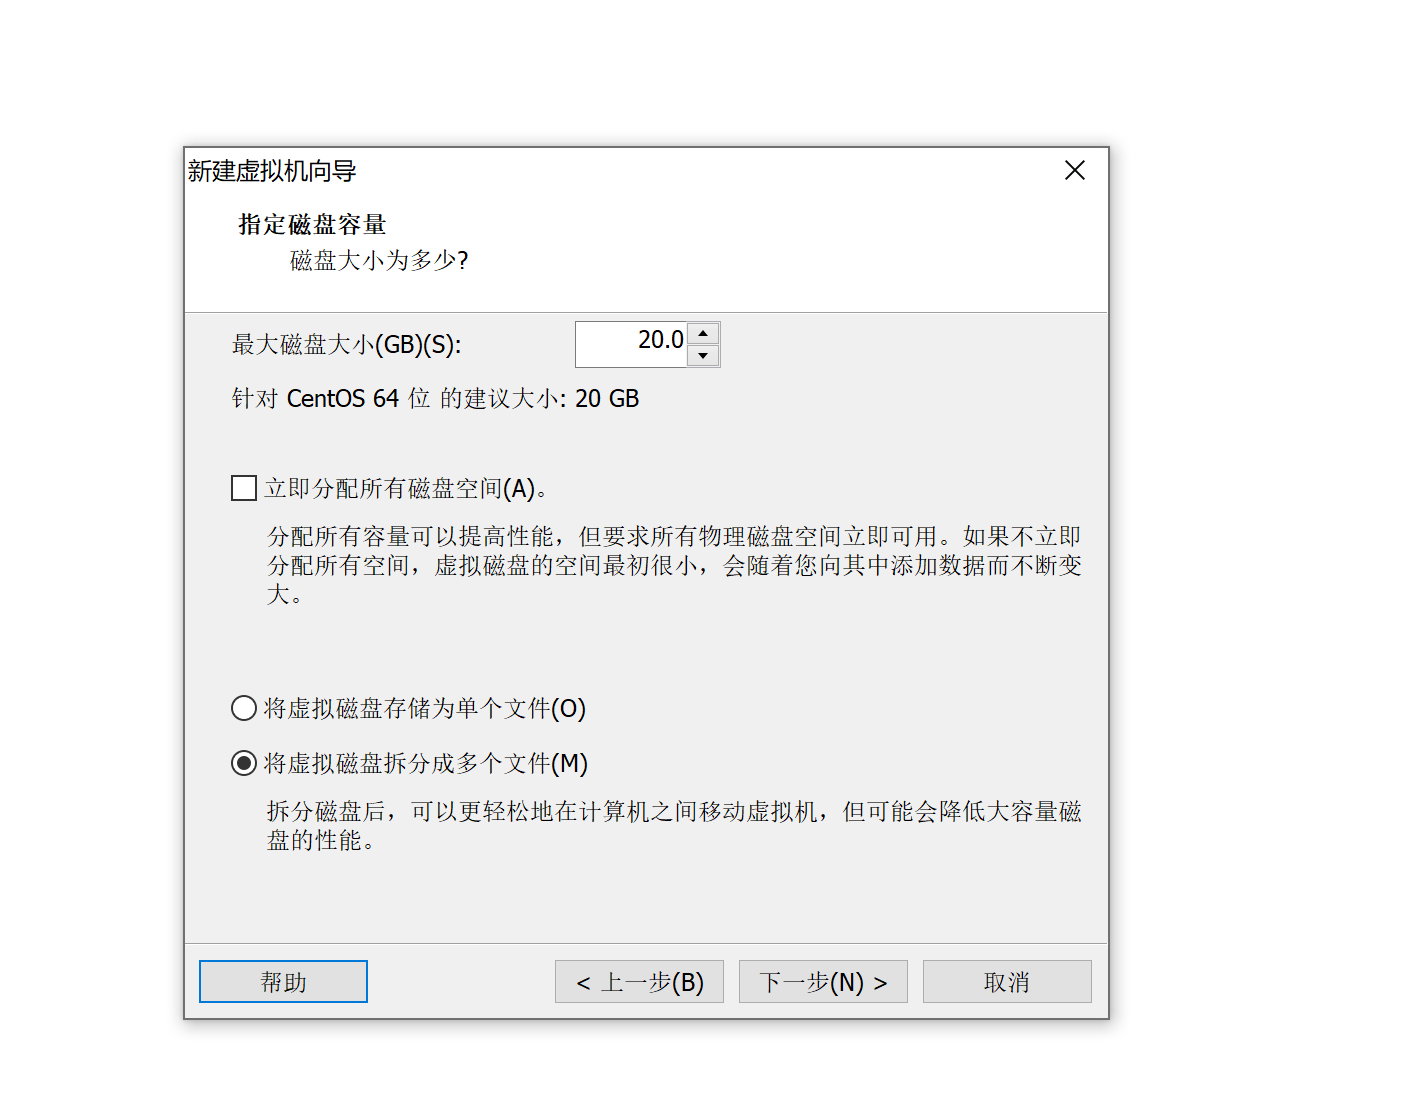 新建虚拟机向导
指定磁盘容量
磁盘大小为多少?
最大磁盘大小(GB)(S): 20.0
针对 CentOS 64 位 的建议大小: 20 GB
立即分配所有磁盘空间(A)。
分配所有容量可以提高性能，但要求所有物理磁盘空间立即可用。如果不立即
分配所有空间，虚拟磁盘的空间最初很小，会随着您向其中添加数据而不断变
大。
将虚拟磁盘存储为单个文件(O)
将虚拟磁盘拆分成多个文件(M)
拆分磁盘后，可以更轻松地在计算机之间移动虚拟机，但可能会降低大容量磁
盘的性能。
帮助 < 上一步(B) 下一步(N) > 取消